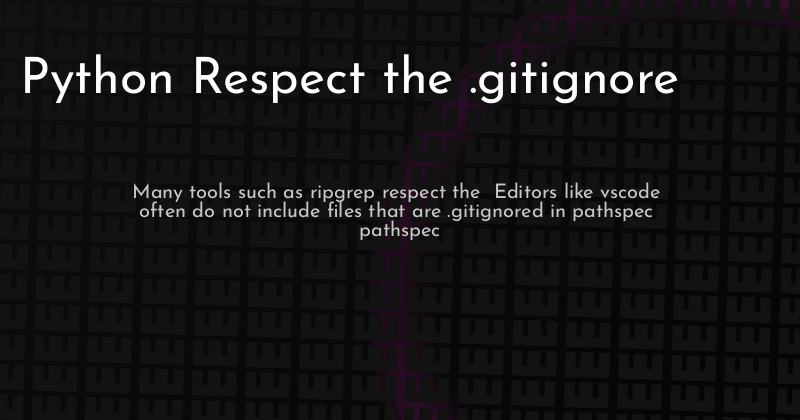 Python Respect the .gitignore
Many tools such as ripgrep respect the  Editors like vscode
often do not include files that are .gitignored in pathspec
pathspec